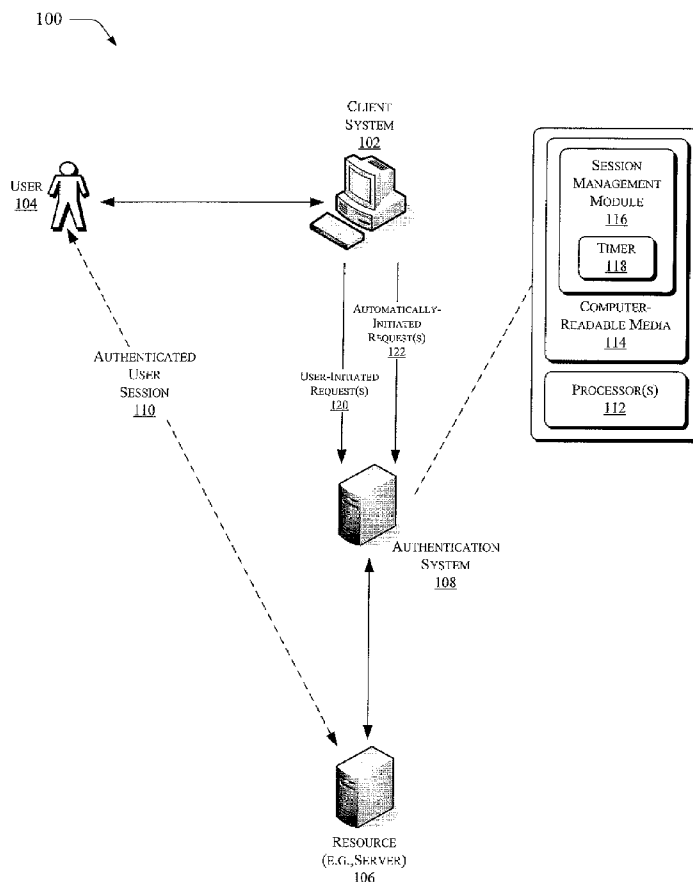 100
CLIENT
SYSTEM
102
USER
104
SESSION
MANAGEMENT
MODULE
116
TIMER
118
COMPUTER-
READABLE MEDIA
114
PROCESSOR(S)
112
AUTOMATICALLY-
INITIATED
REQUEST(S)
122
USER-INITIATED
REQUEST(S)
120
AUTHENTICATED
USER
SESSION
110
AUTHENTICATION
SYSTEM
108
RESOURCE
(E.G.,SERVER)
106